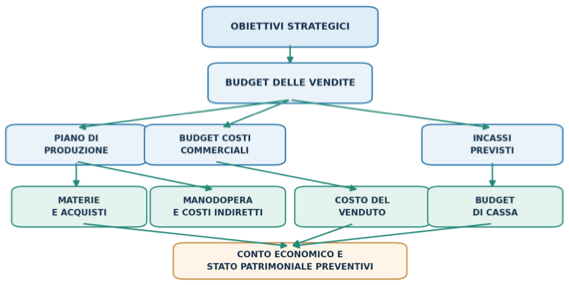 OBIETTIVI STRATEGICI
BUDGET DELLE VENDITE
PIANO DI
PRODUZIONE
BUDGET COSTI
COMMERCIALI
INCASSI
PREVISTI
MATERIE
E ACQUISTI
MANODOPERA
E COSTI INDIRETTI
COSTO DEL
VENDUTO
BUDGET
DI CASSA
CONTO ECONOMICO E
STATO PATRIMONIALE PREVENTIVI